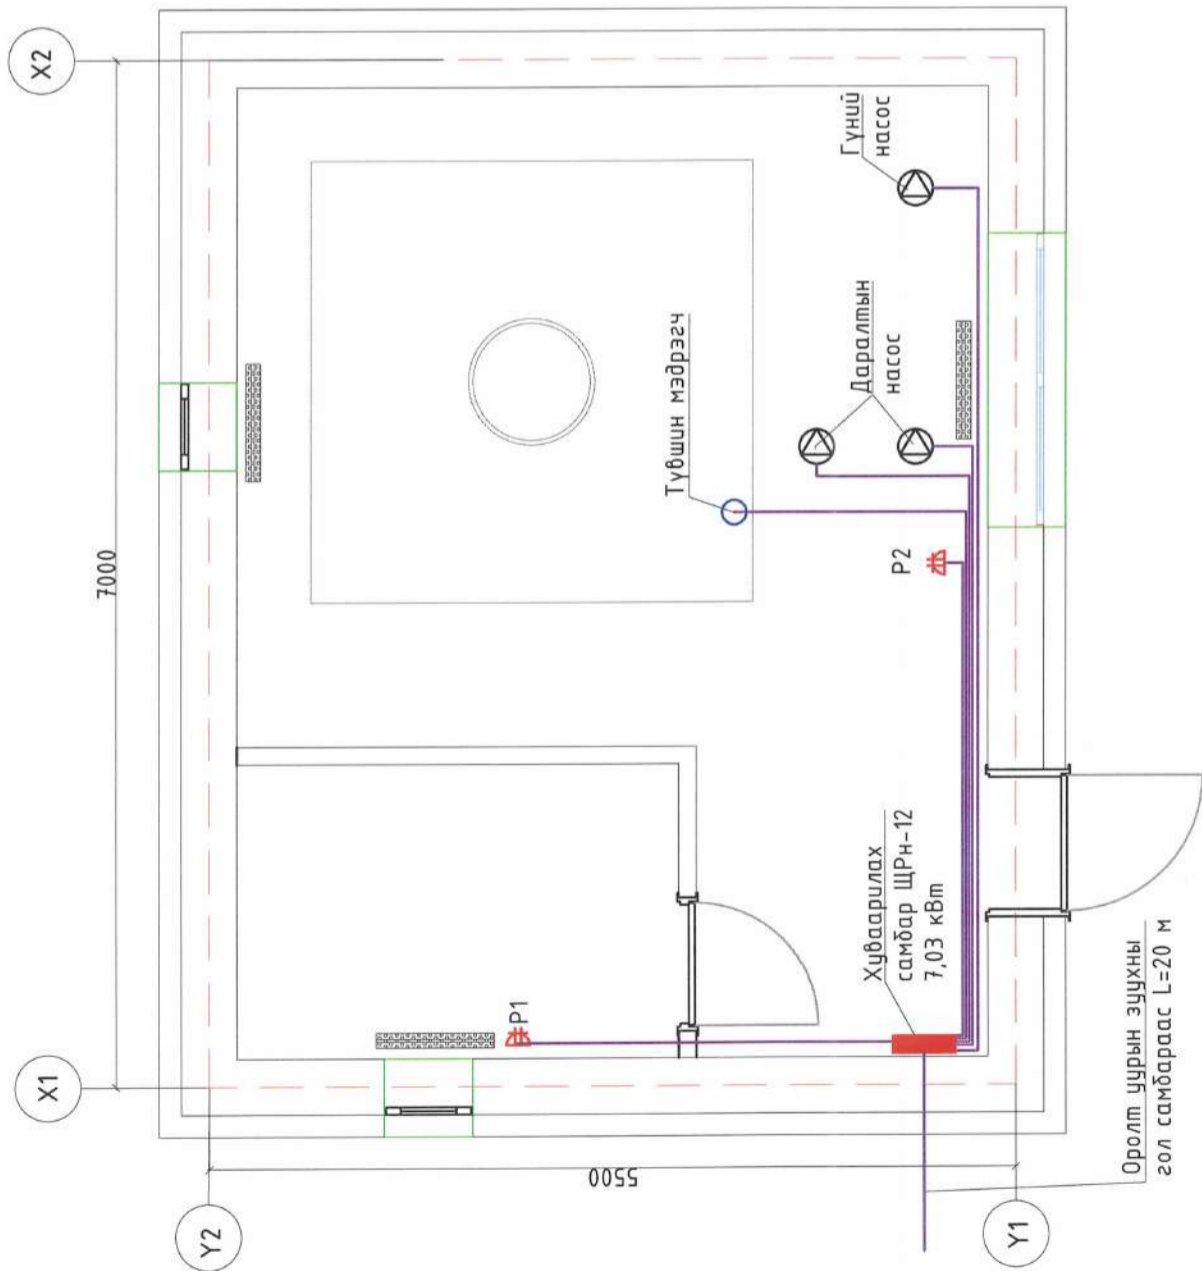 X2
7000
X1
Гүний
насос
Түвшин мэдрэгч
Даралтын
насос
P2
P1
Хуваарилах
самбар ЩРн-12
7,03 кВт
Оролт уурын зуухны
гол самбараас L=20 м
5500
Y2
Y1